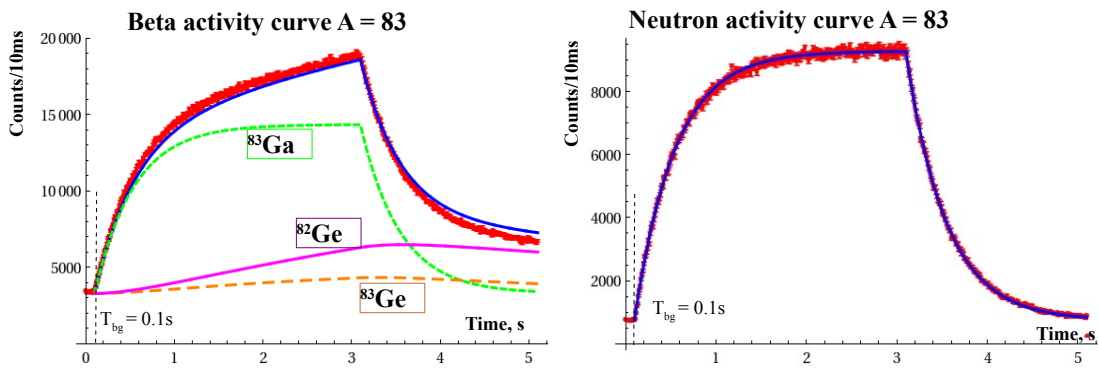 Beta activity curve A = 83
Counts/10ms
20 000
15 000
10 000
5000
⁸³Ga
⁸²Ge
⁸³Ge
T_bg = 0.1s
Time, s
0 1 2 3 4 5
Neutron activity curve A = 83
Counts/10ms
8000
6000
4000
2000
T_bg = 0.1s
Time, s
1 2 3 4 5